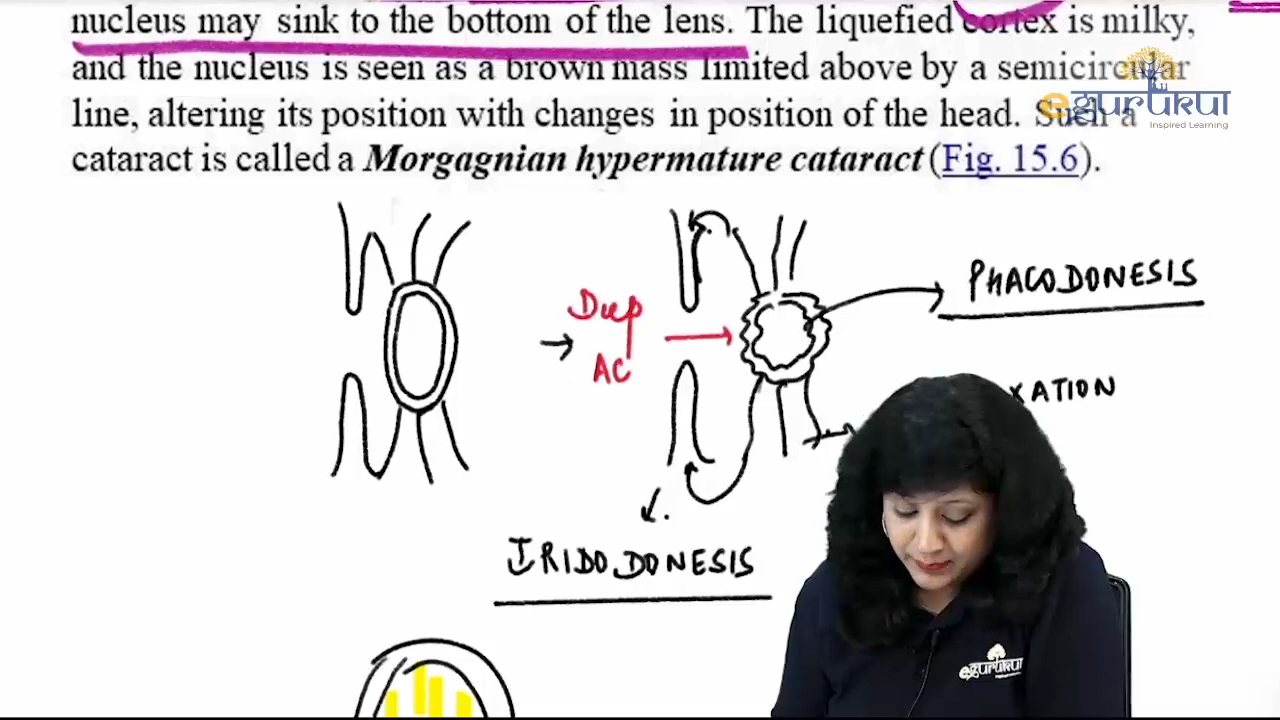 nucleus may sink to the bottom of the lens. The liquefied cortex is milky,
and the nucleus is seen as a brown mass limited above by a semicircular
line, altering its position with changes in position of the head. Such a
cataract is called a Morgagnian hypermature cataract (Fig. 15.6).
egurukul
Inspired Learning
PHACODONESIS
Deep
AC
XATION
IRIDODONESIS
egurukul